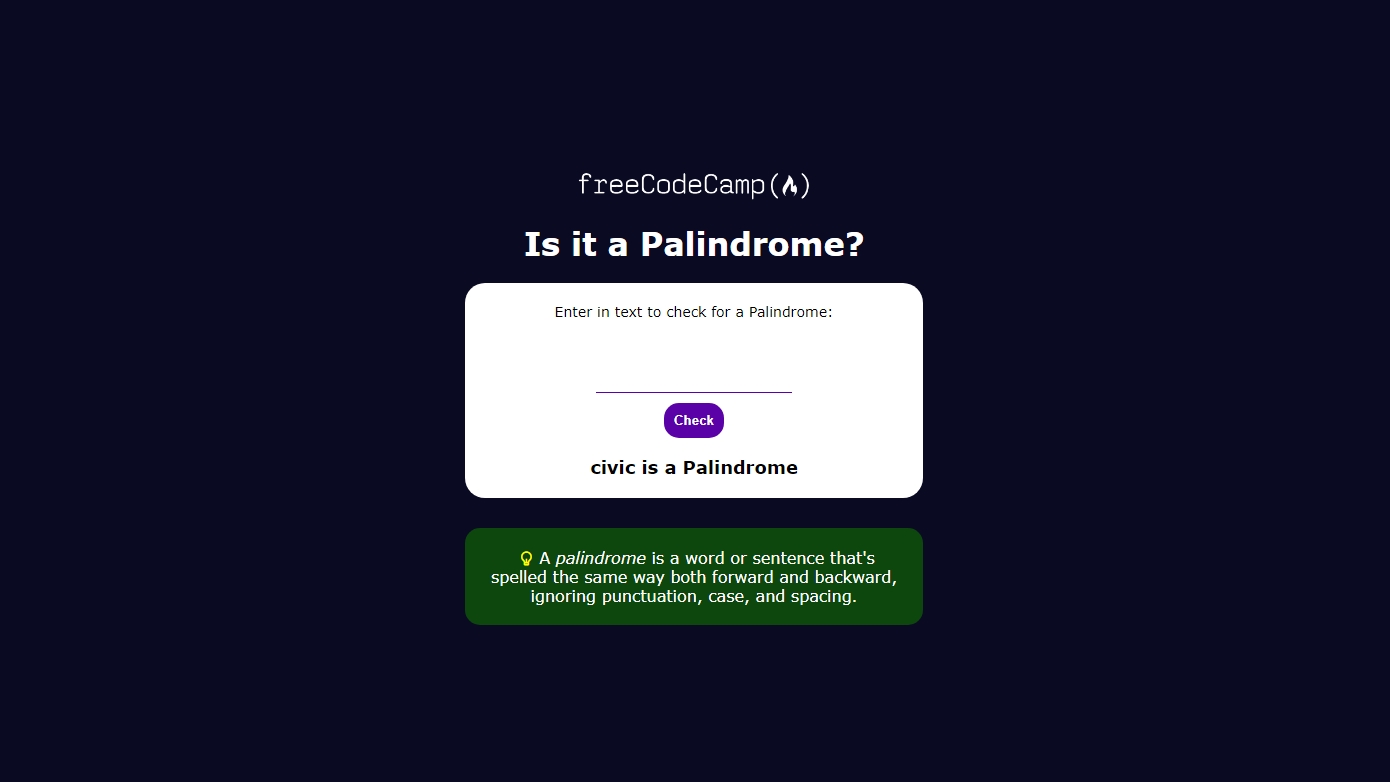 freeCodeCamp(🔥)
Is it a Palindrome?
Enter in text to check for a Palindrome:
Check
civic is a Palindrome
A palindrome is a word or sentence that's
spelled the same way both forward and backward,
ignoring punctuation, case, and spacing.